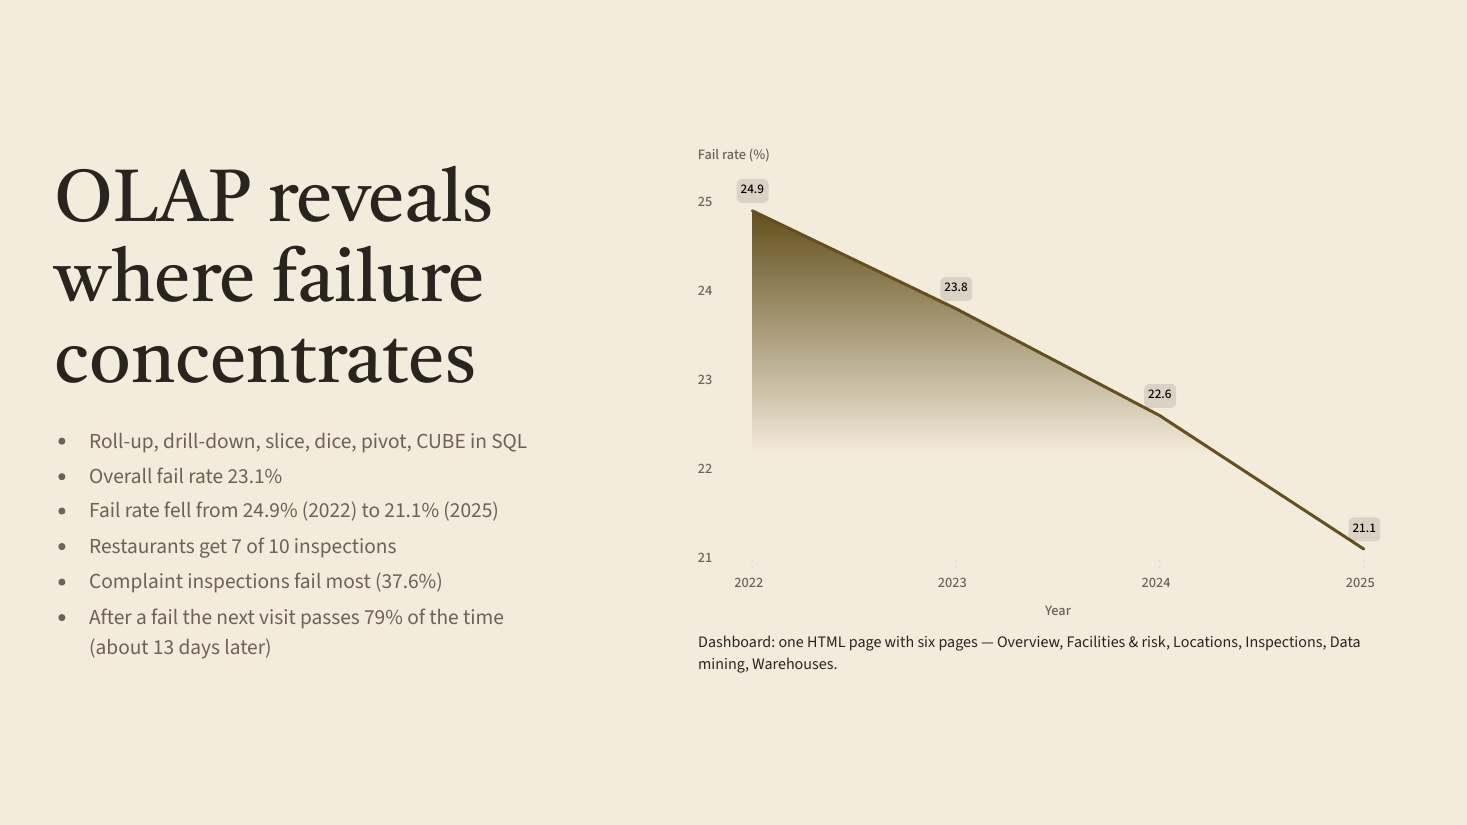 OLAP reveals
where failure
concentrates
• Roll-up, drill-down, slice, dice, pivot, CUBE in SQL
• Overall fail rate 23.1%
• Fail rate fell from 24.9% (2022) to 21.1% (2025)
• Restaurants get 7 of 10 inspections
• Complaint inspections fail most (37.6%)
• After a fail the next visit passes 79% of the time
(about 13 days later)
Fail rate (%)
24.9
25
24
23.8
23
22.6
22
21.1
21
2022 2023 2024 2025
Year
Dashboard: one HTML page with six pages — Overview, Facilities & risk, Locations, Inspections, Data
mining, Warehouses.